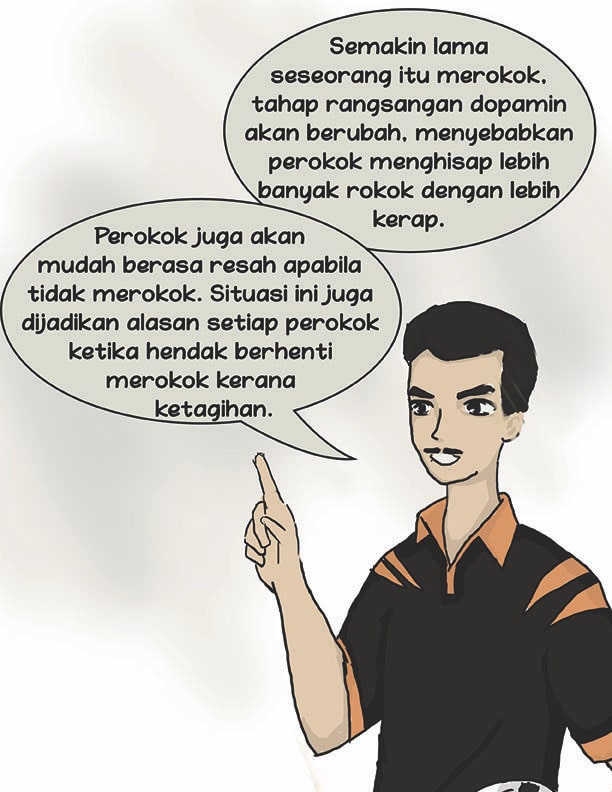 Semakin lama
seseorang itu merokok,
tahap rangsangan dopamin
akan berubah, menyebabkan
perokok menghisap lebih
banyak rokok dengan lebih
kerap.
Perokok juga akan
mudah berasa resah apabila
tidak merokok. Situasi ini juga
dijadikan alasan setiap perokok
ketika hendak berhenti
merokok kerana
ketagihan.